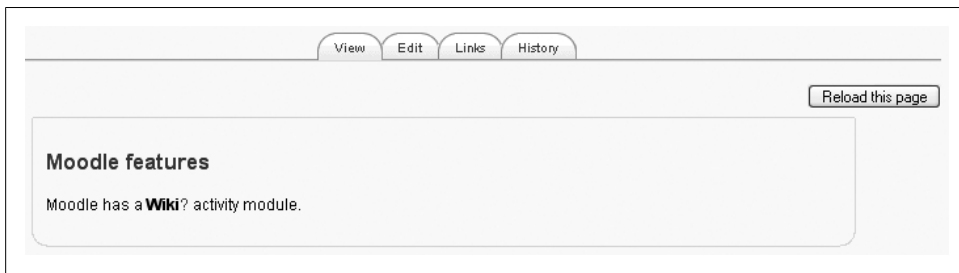 View Edit Links History
Reload this page
Moodle features
Moodle has a Wiki? activity module.